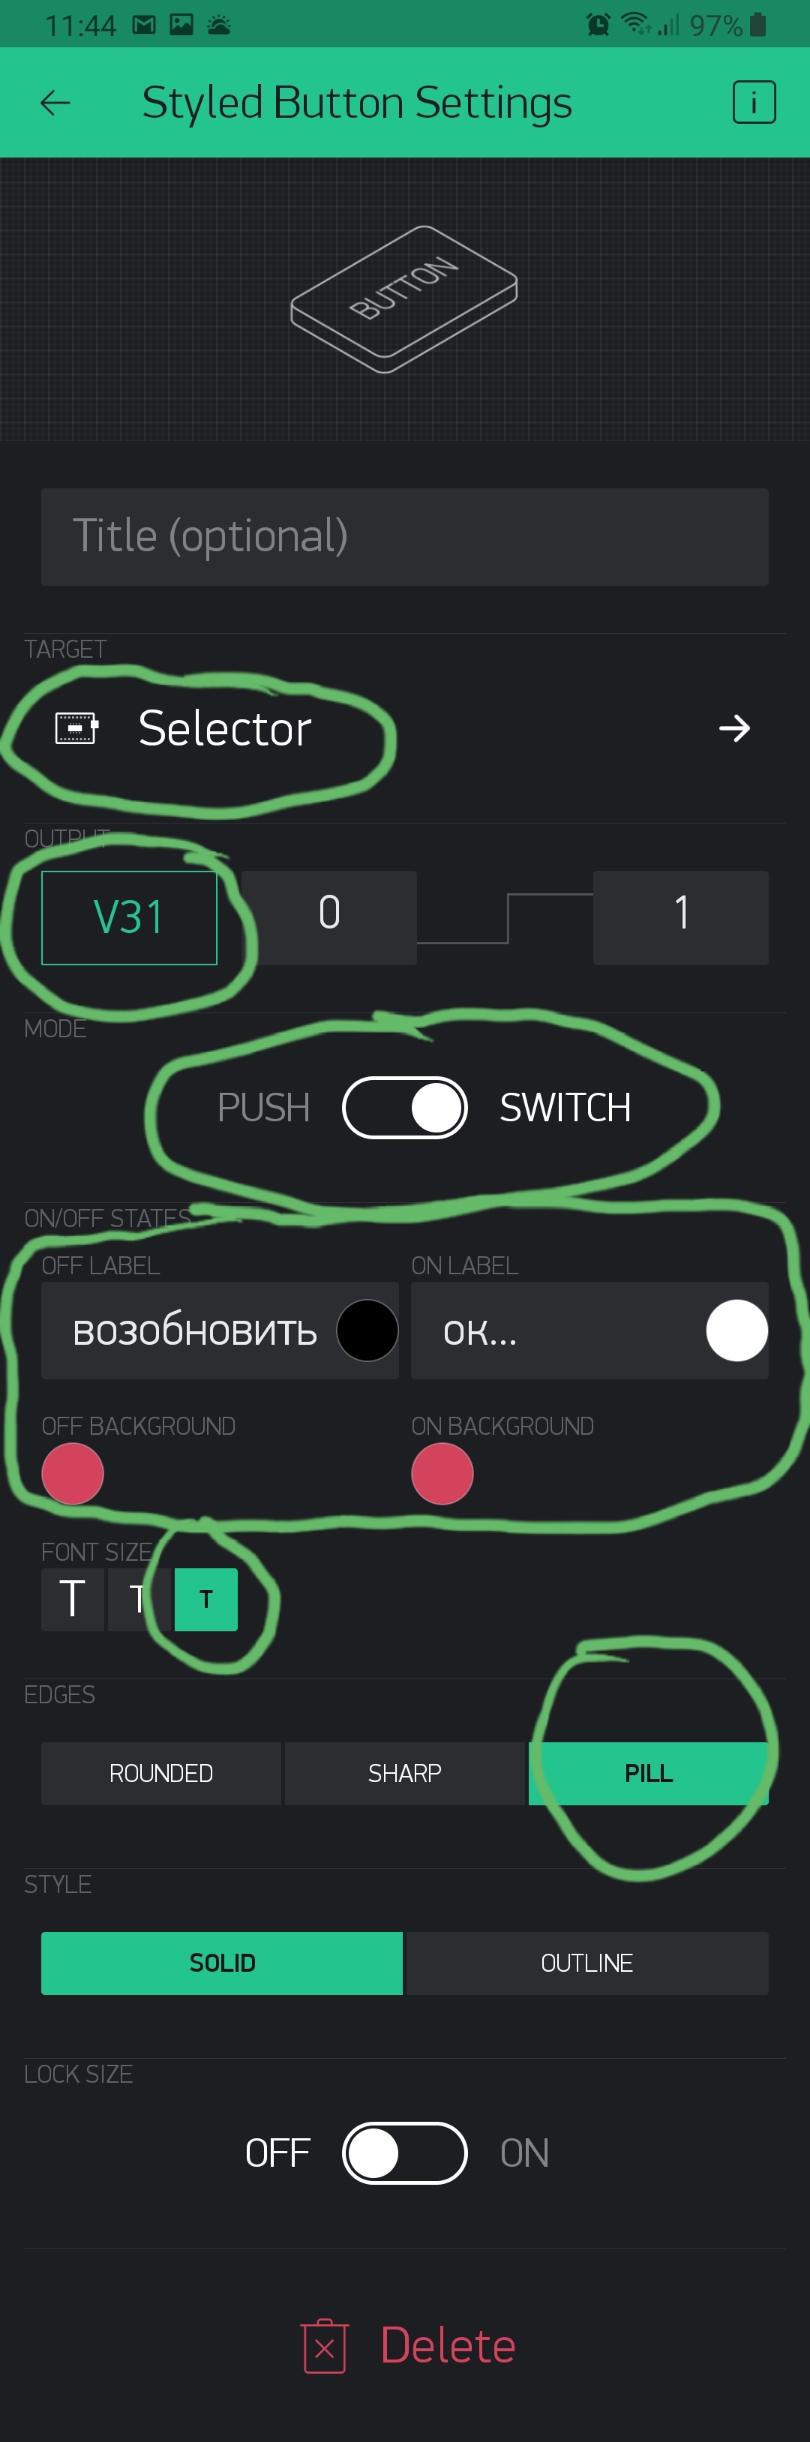 11:44 97%
Styled Button Settings i
BUTTON
Title (optional)
TARGET
Selector
OUTPUT
V31 0 1
MODE
PUSH SWITCH
ON/OFF STATES
OFF LABEL ON LABEL
возобновить ок...
OFF BACKGROUND ON BACKGROUND
FONT SIZE
T T T
EDGES
ROUNDED SHARP PILL
STYLE
SOLID OUTLINE
LOCK SIZE
OFF ON
Delete